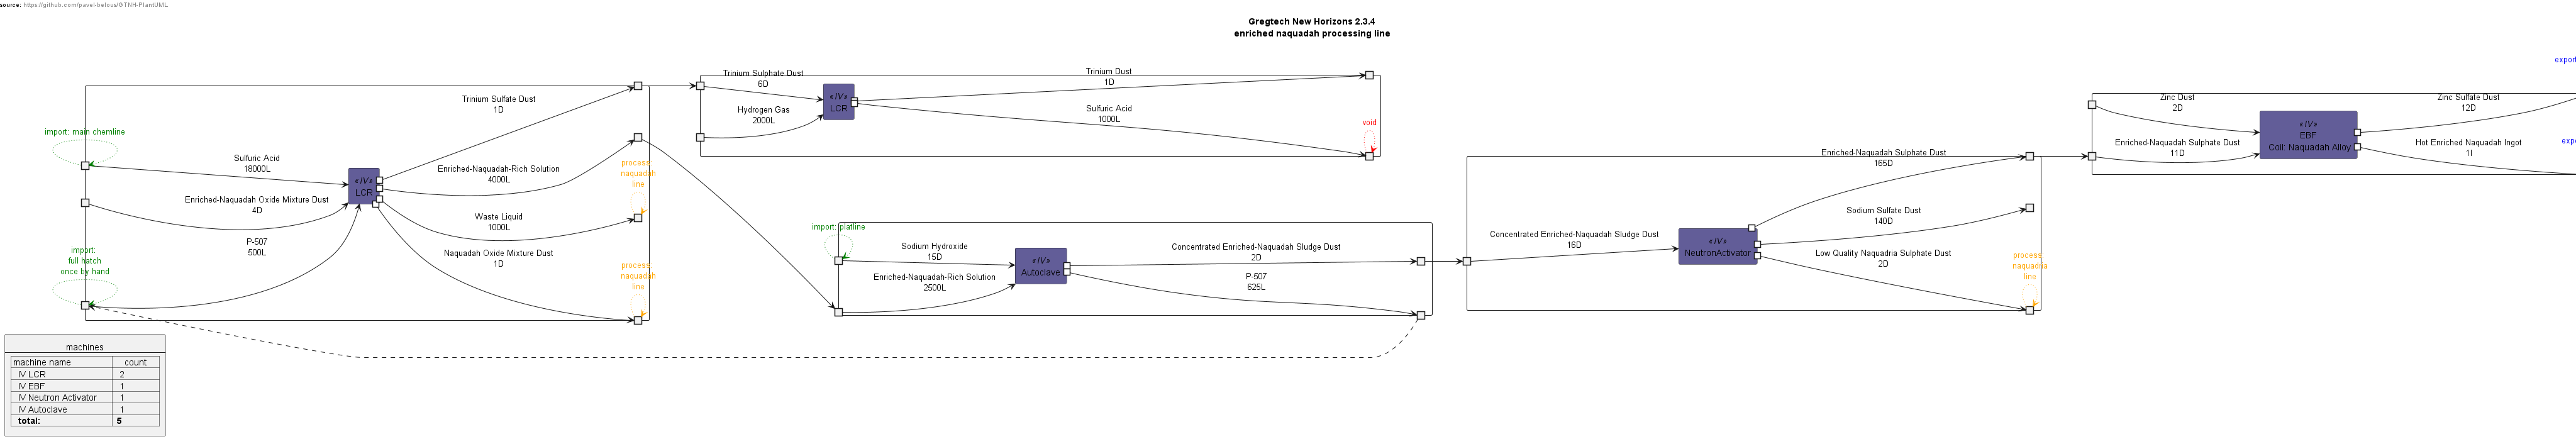 source: https://github.com/pavel-belous/GTNH-PlantUML
Gregtech New Horizons 2.3.4
enriched naquadah processing line
import: main chemline
Sulfuric Acid
18000L
Enriched-Naquadah Oxide Mixture Dust
4D
import:
full hatch
once by hand
P-507
500L
«IV»
LCR
Trinium Sulfate Dust
1D
Enriched-Naquadah-Rich Solution
4000L
Waste Liquid
1000L
Naquadah Oxide Mixture Dust
1D
process
naquadah
line
process
naquadah
line
Trinium Sulphate Dust
6D
Hydrogen Gas
2000L
«IV»
LCR
Trinium Dust
1D
Sulfuric Acid
1000L
void
import: platline
Sodium Hydroxide
15D
Enriched-Naquadah-Rich Solution
2500L
«IV»
Autoclave
Concentrated Enriched-Naquadah Sludge Dust
2D
P-507
625L
Concentrated Enriched-Naquadah Sludge Dust
16D
«IV»
NeutronActivator
Enriched-Naquadah Sulphate Dust
165D
Sodium Sulfate Dust
140D
Low Quality Naquadria Sulphate Dust
2D
process
naquadria
line
Zinc Dust
2D
Enriched-Naquadah Sulphate Dust
11D
«IV»
EBF
Coil: Naquadah Alloy
Zinc Sulfate Dust
12D
Hot Enriched Naquadah Ingot
1I
export
expo
machines
machine name count
IV LCR 2
IV EBF 1
IV Neutron Activator 1
IV Autoclave 1
total: 5